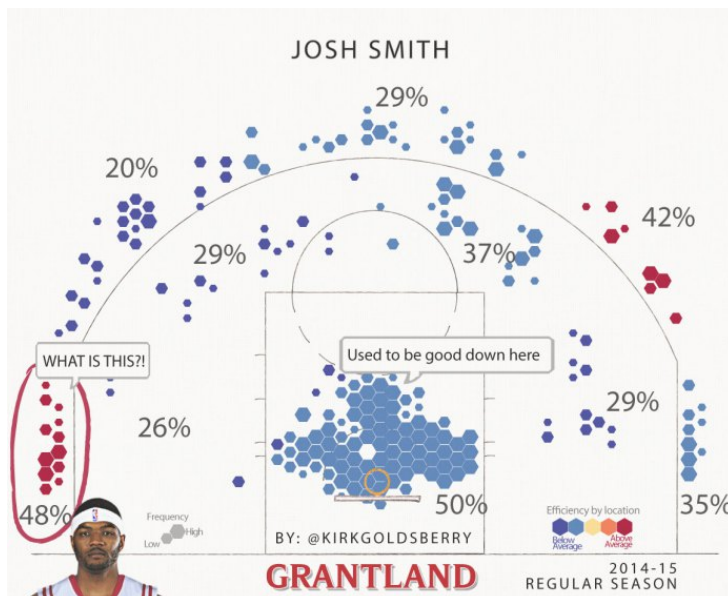 JOSH SMITH
29%
20%
42%
29%
37%
WHAT IS THIS?!
Used to be good down here
26%
29%
48%
50%
35%
Frequency
High
Low
Efficiency by location
Below
Average
Above
Average
BY: @KIRKGOLDSBERRY
GRANTLAND
2014-15
REGULAR SEASON